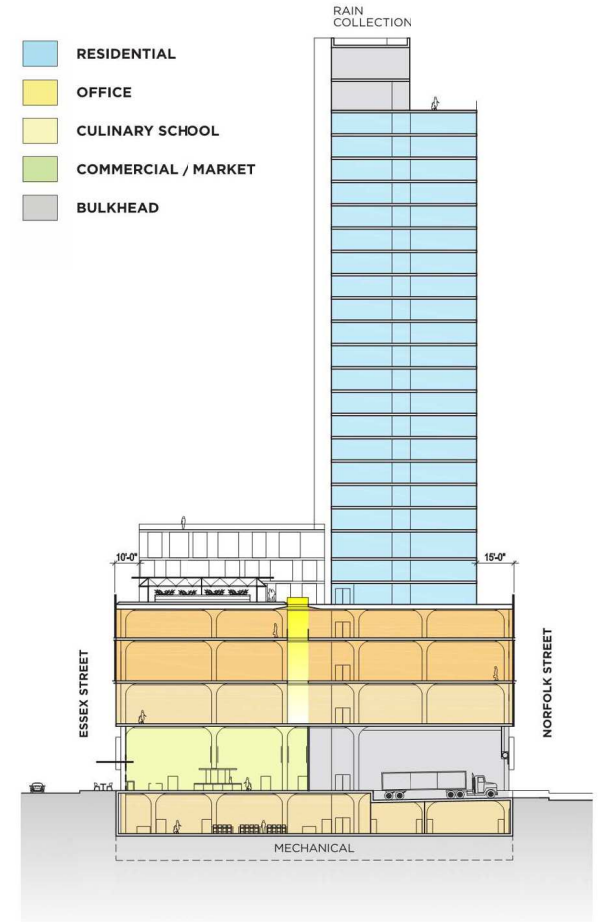 RAIN
COLLECTION
RESIDENTIAL
OFFICE
CULINARY SCHOOL
COMMERCIAL / MARKET
BULKHEAD
10'-0"
15'-0"
ESSEX STREET
NORFOLK STREET
MECHANICAL